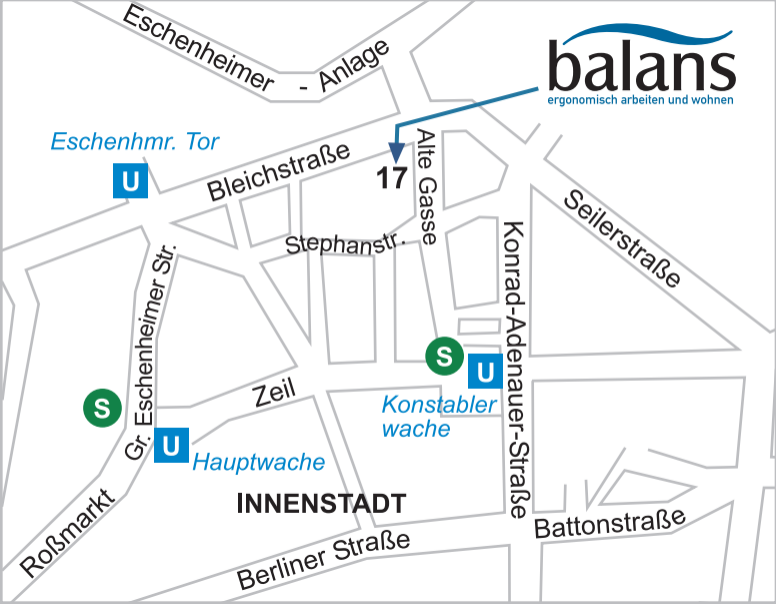 Eschenheimer - Anlage
balans
ergonomisch arbeiten und wohnen
Eschenhmr. Tor
U
Bleichstraße
17
Alte Gasse
Stephanstr.
Seilerstraße
Konrad-Adenauer-Straße
Gr. Eschenheimer Str.
S
U
Konstabler
wache
Zeil
S
U
Hauptwache
INNENSTADT
Roßmarkt
Berliner Straße
Battonstraße